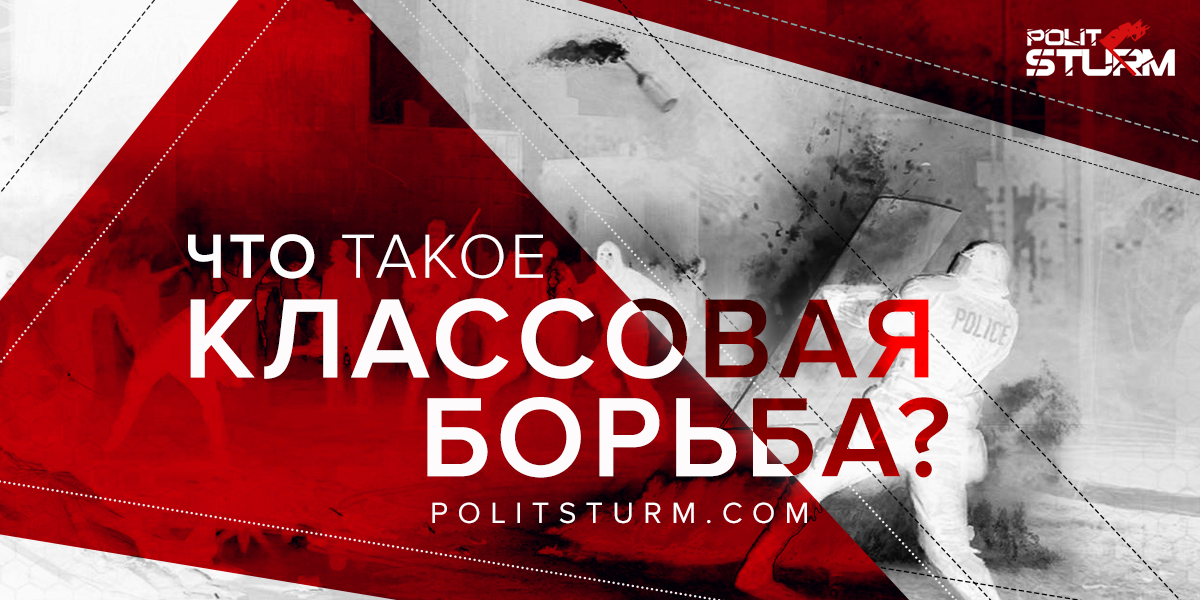 POLIT
STURM
ЧТО ТАКОЕ
КЛАССОВАЯ
БОРЬБА?
POLITSTURM.COM
POLICE